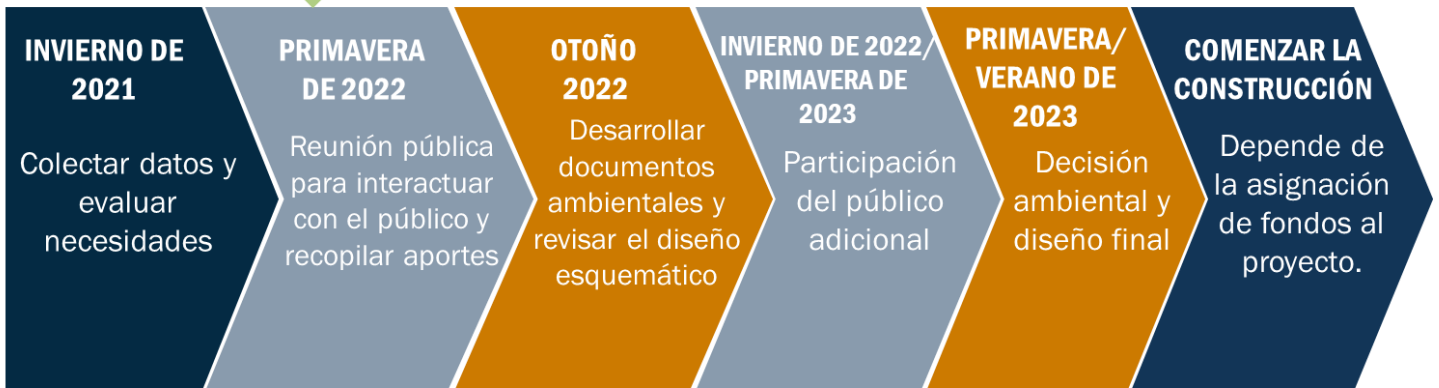 INVIERNO DE
2021
Colectar datos y
evaluar
necesidades
PRIMAVERA
DE 2022
Reunión pública
para interactuar
con el público y
recopilar aportes
OTOÑO
2022
Desarrollar
documentos
ambientales y
revisar el diseño
esquemático
INVIERNO DE 2022/
PRIMAVERA DE
2023
Participación
del público
adicional
PRIMAVERA/
VERANO DE
2023
Decisión
ambiental y
diseño final
COMENZAR LA
CONSTRUCCIÓN
Depende de
la asignación
de fondos al
proyecto.